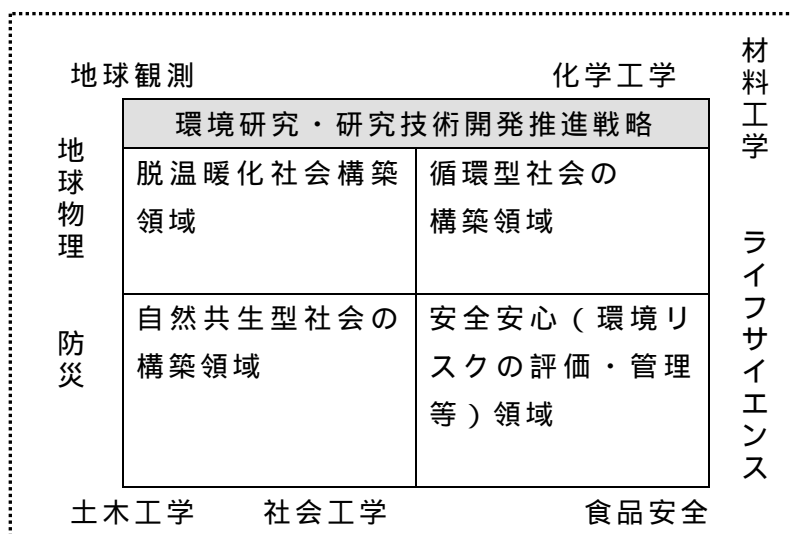 地球観測
化学工学
材料工学
環境研究・研究技術開発推進戦略
地球物理
脱温暖化社会構築
領域
循環型社会の
構築領域
ライフサイエンス
防災
自然共生型社会の
構築領域
安全安心(環境リ
スクの評価・管理
等)領域
土木工学
社会工学
食品安全